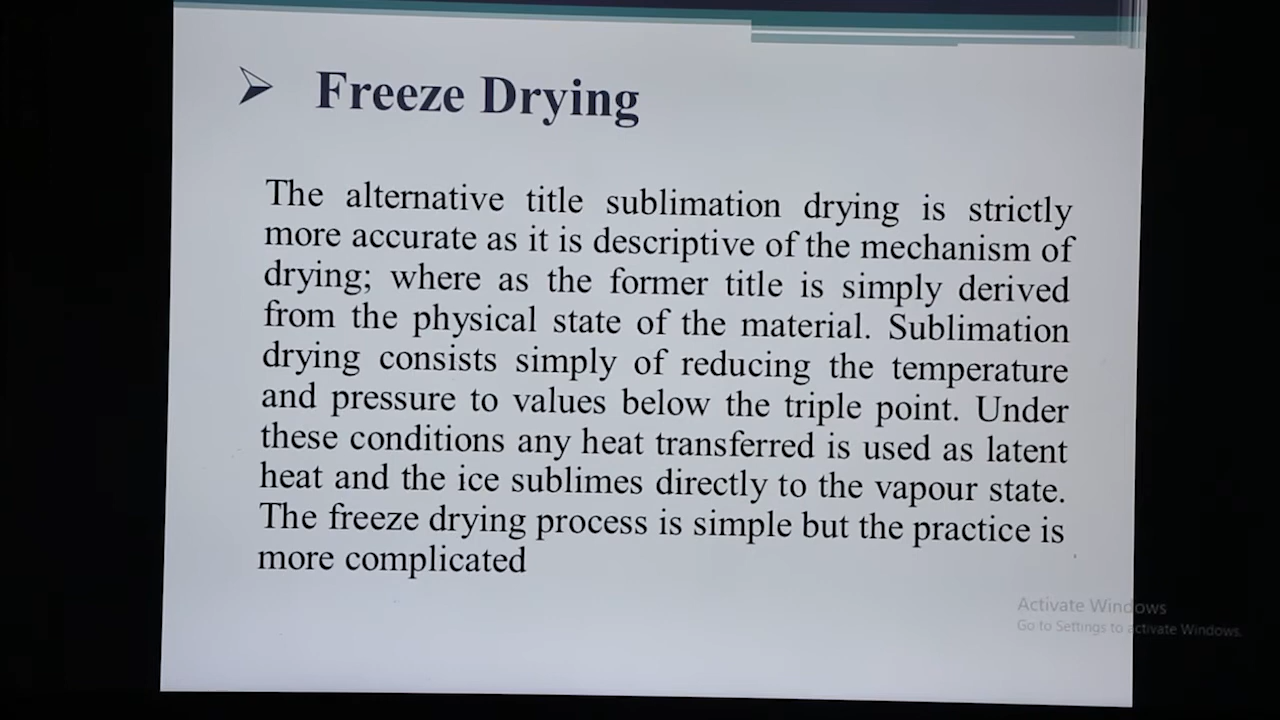 Freeze Drying
The alternative title sublimation drying is strictly
more accurate as it is descriptive of the mechanism of
drying; where as the former title is simply derived
from the physical state of the material. Sublimation
drying consists simply of reducing the temperature
and pressure to values below the triple point. Under
these conditions any heat transferred is used as latent
heat and the ice sublimes directly to the vapour state.
The freeze drying process is simple but the practice is
more complicated
Activate Windows
Go to Settings to activate Windows.